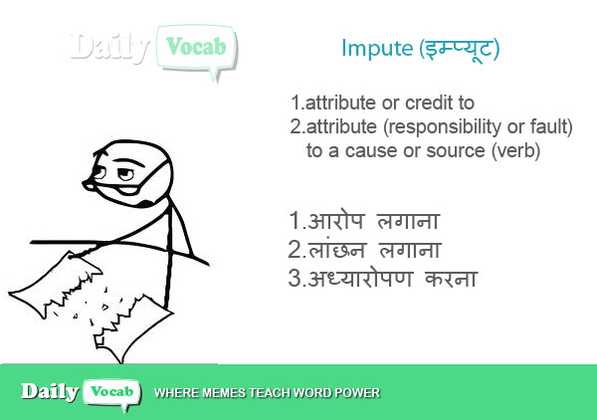 Daily Vocab
Impute (इम्प्यूट)
1.attribute or credit to
2.attribute (responsibility or fault)
to a cause or source (verb)
1.आरोप लगाना
2.लांछन लगाना
3.अध्यारोपण करना
Daily Vocab WHERE MEMES TEACH WORD POWER